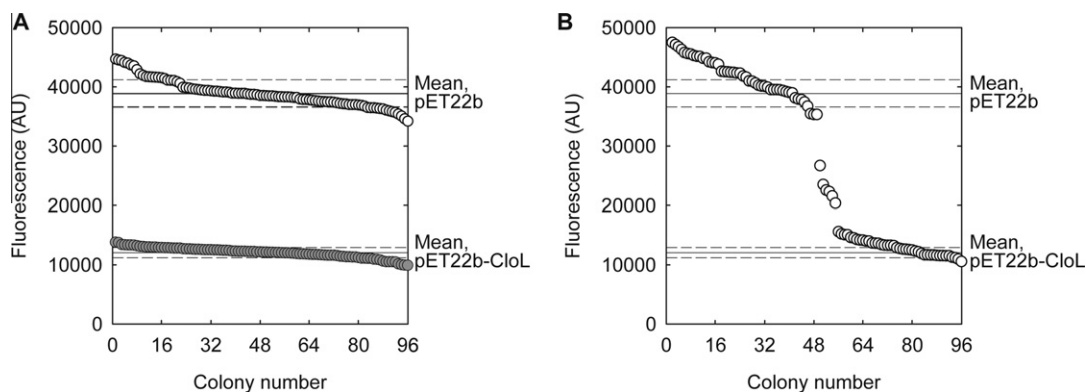 A
50000
40000
30000
20000
10000
0
Fluorescence (AU)
0 16 32 48 64 80 96
Colony number
Mean,
pET22b
Mean,
pET22b-CloL
B
50000
40000
30000
20000
10000
0
Fluorescence (AU)
0 16 32 48 64 80 96
Colony number
Mean,
pET22b
Mean,
pET22b-CloL